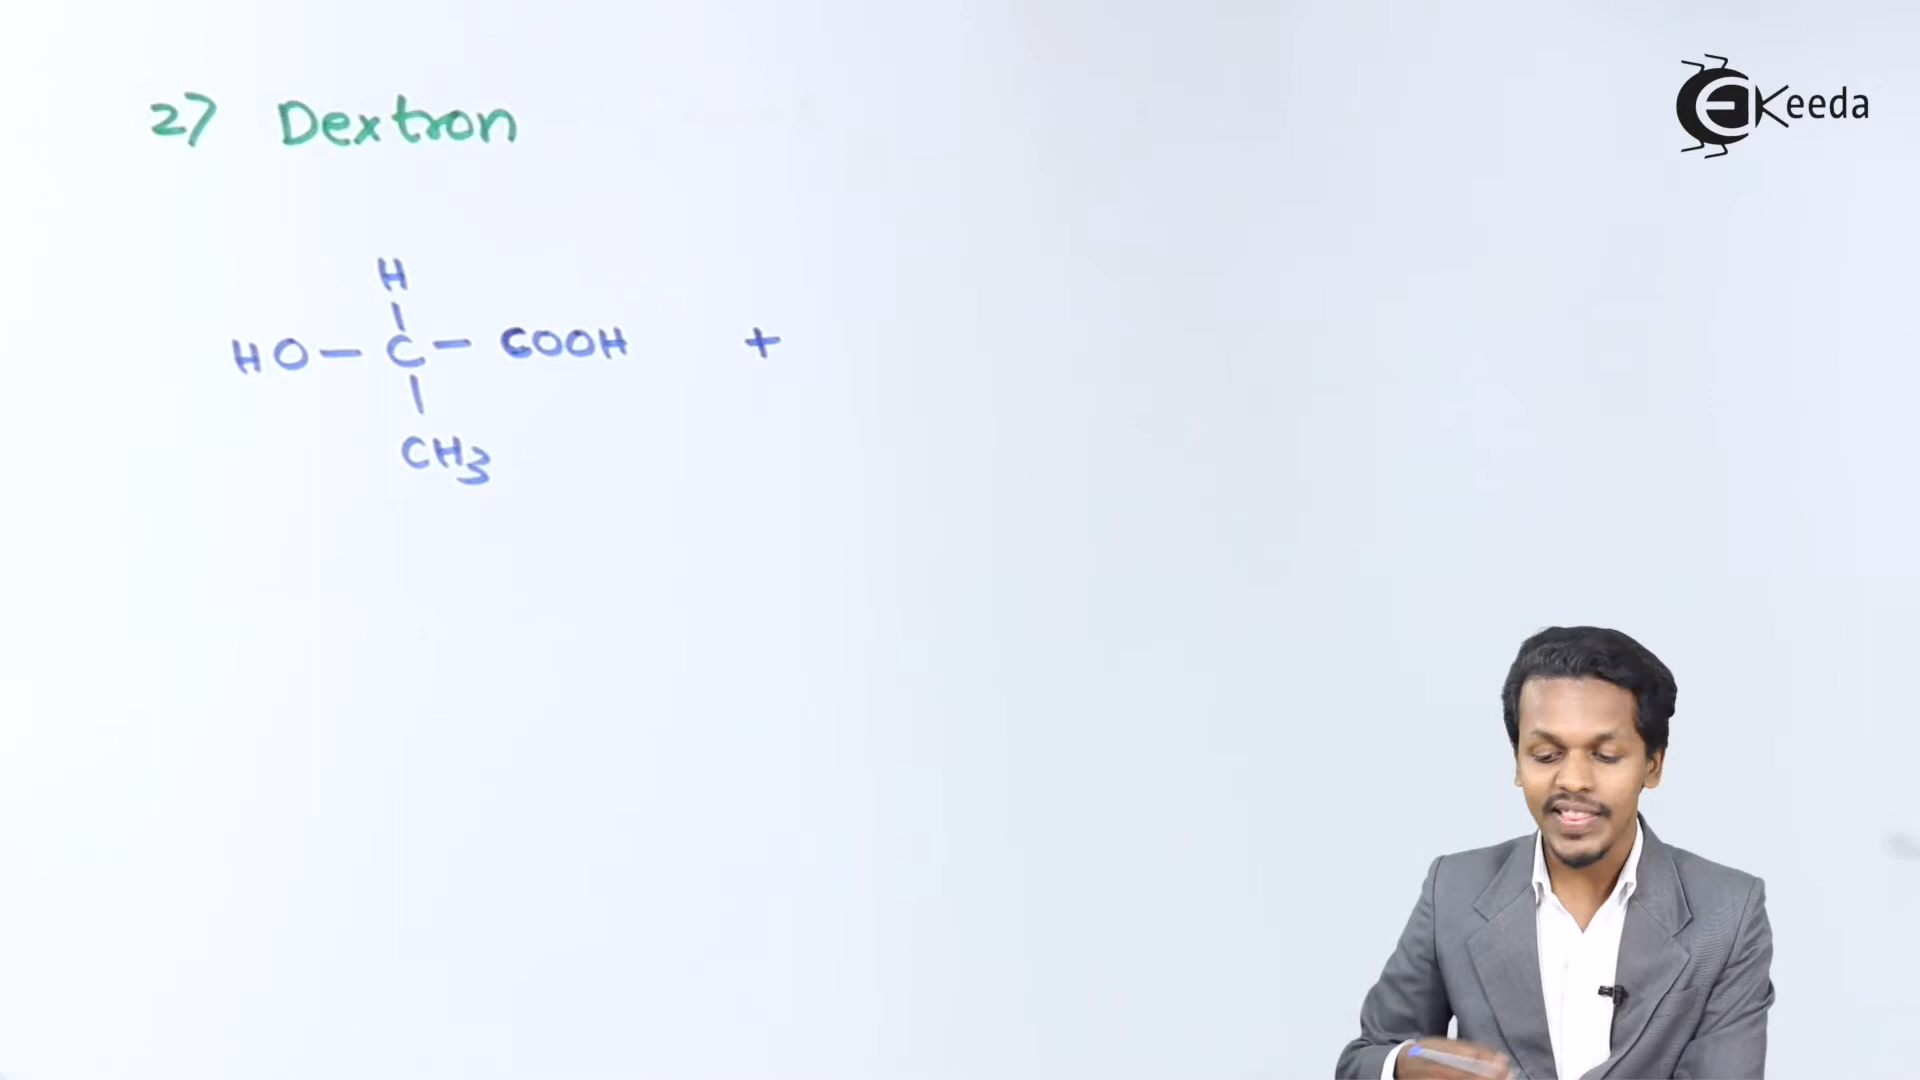 27 Dextron
Keeda
H
HO - C - COOH +
CH3